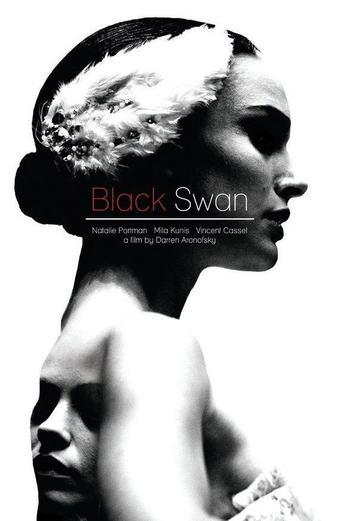 Black Swan
Natalie Portman Mila Kunis Vincent Cassel
a film by Darren Aronofsky